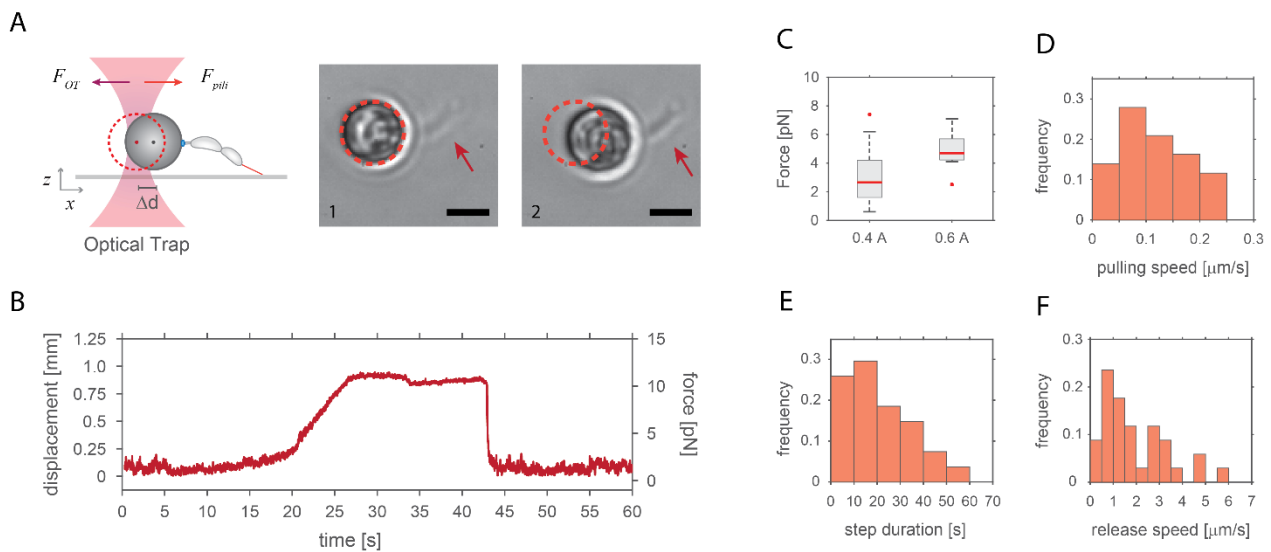 A
F_OT
F_pili
z
x
Δd
Optical Trap
1
2
C
Force [pN]
10
8
6
4
2
0
0.4 A
0.6 A
D
frequency
0.3
0.2
0.1
0
0
0.1
0.2
0.3
pulling speed [μm/s]
B
displacement [mm]
1.25
1.0
0.75
0.5
0.25
0
15
10
5
0
force [pN]
0
5
10
15
20
25
30
35
40
45
50
55
60
time [s]
E
frequency
0.3
0.2
0.1
0
0
10
20
30
40
50
60
70
step duration [s]
F
frequency
0.3
0.2
0.1
0
0
1
2
3
4
5
6
7
release speed [μm/s]